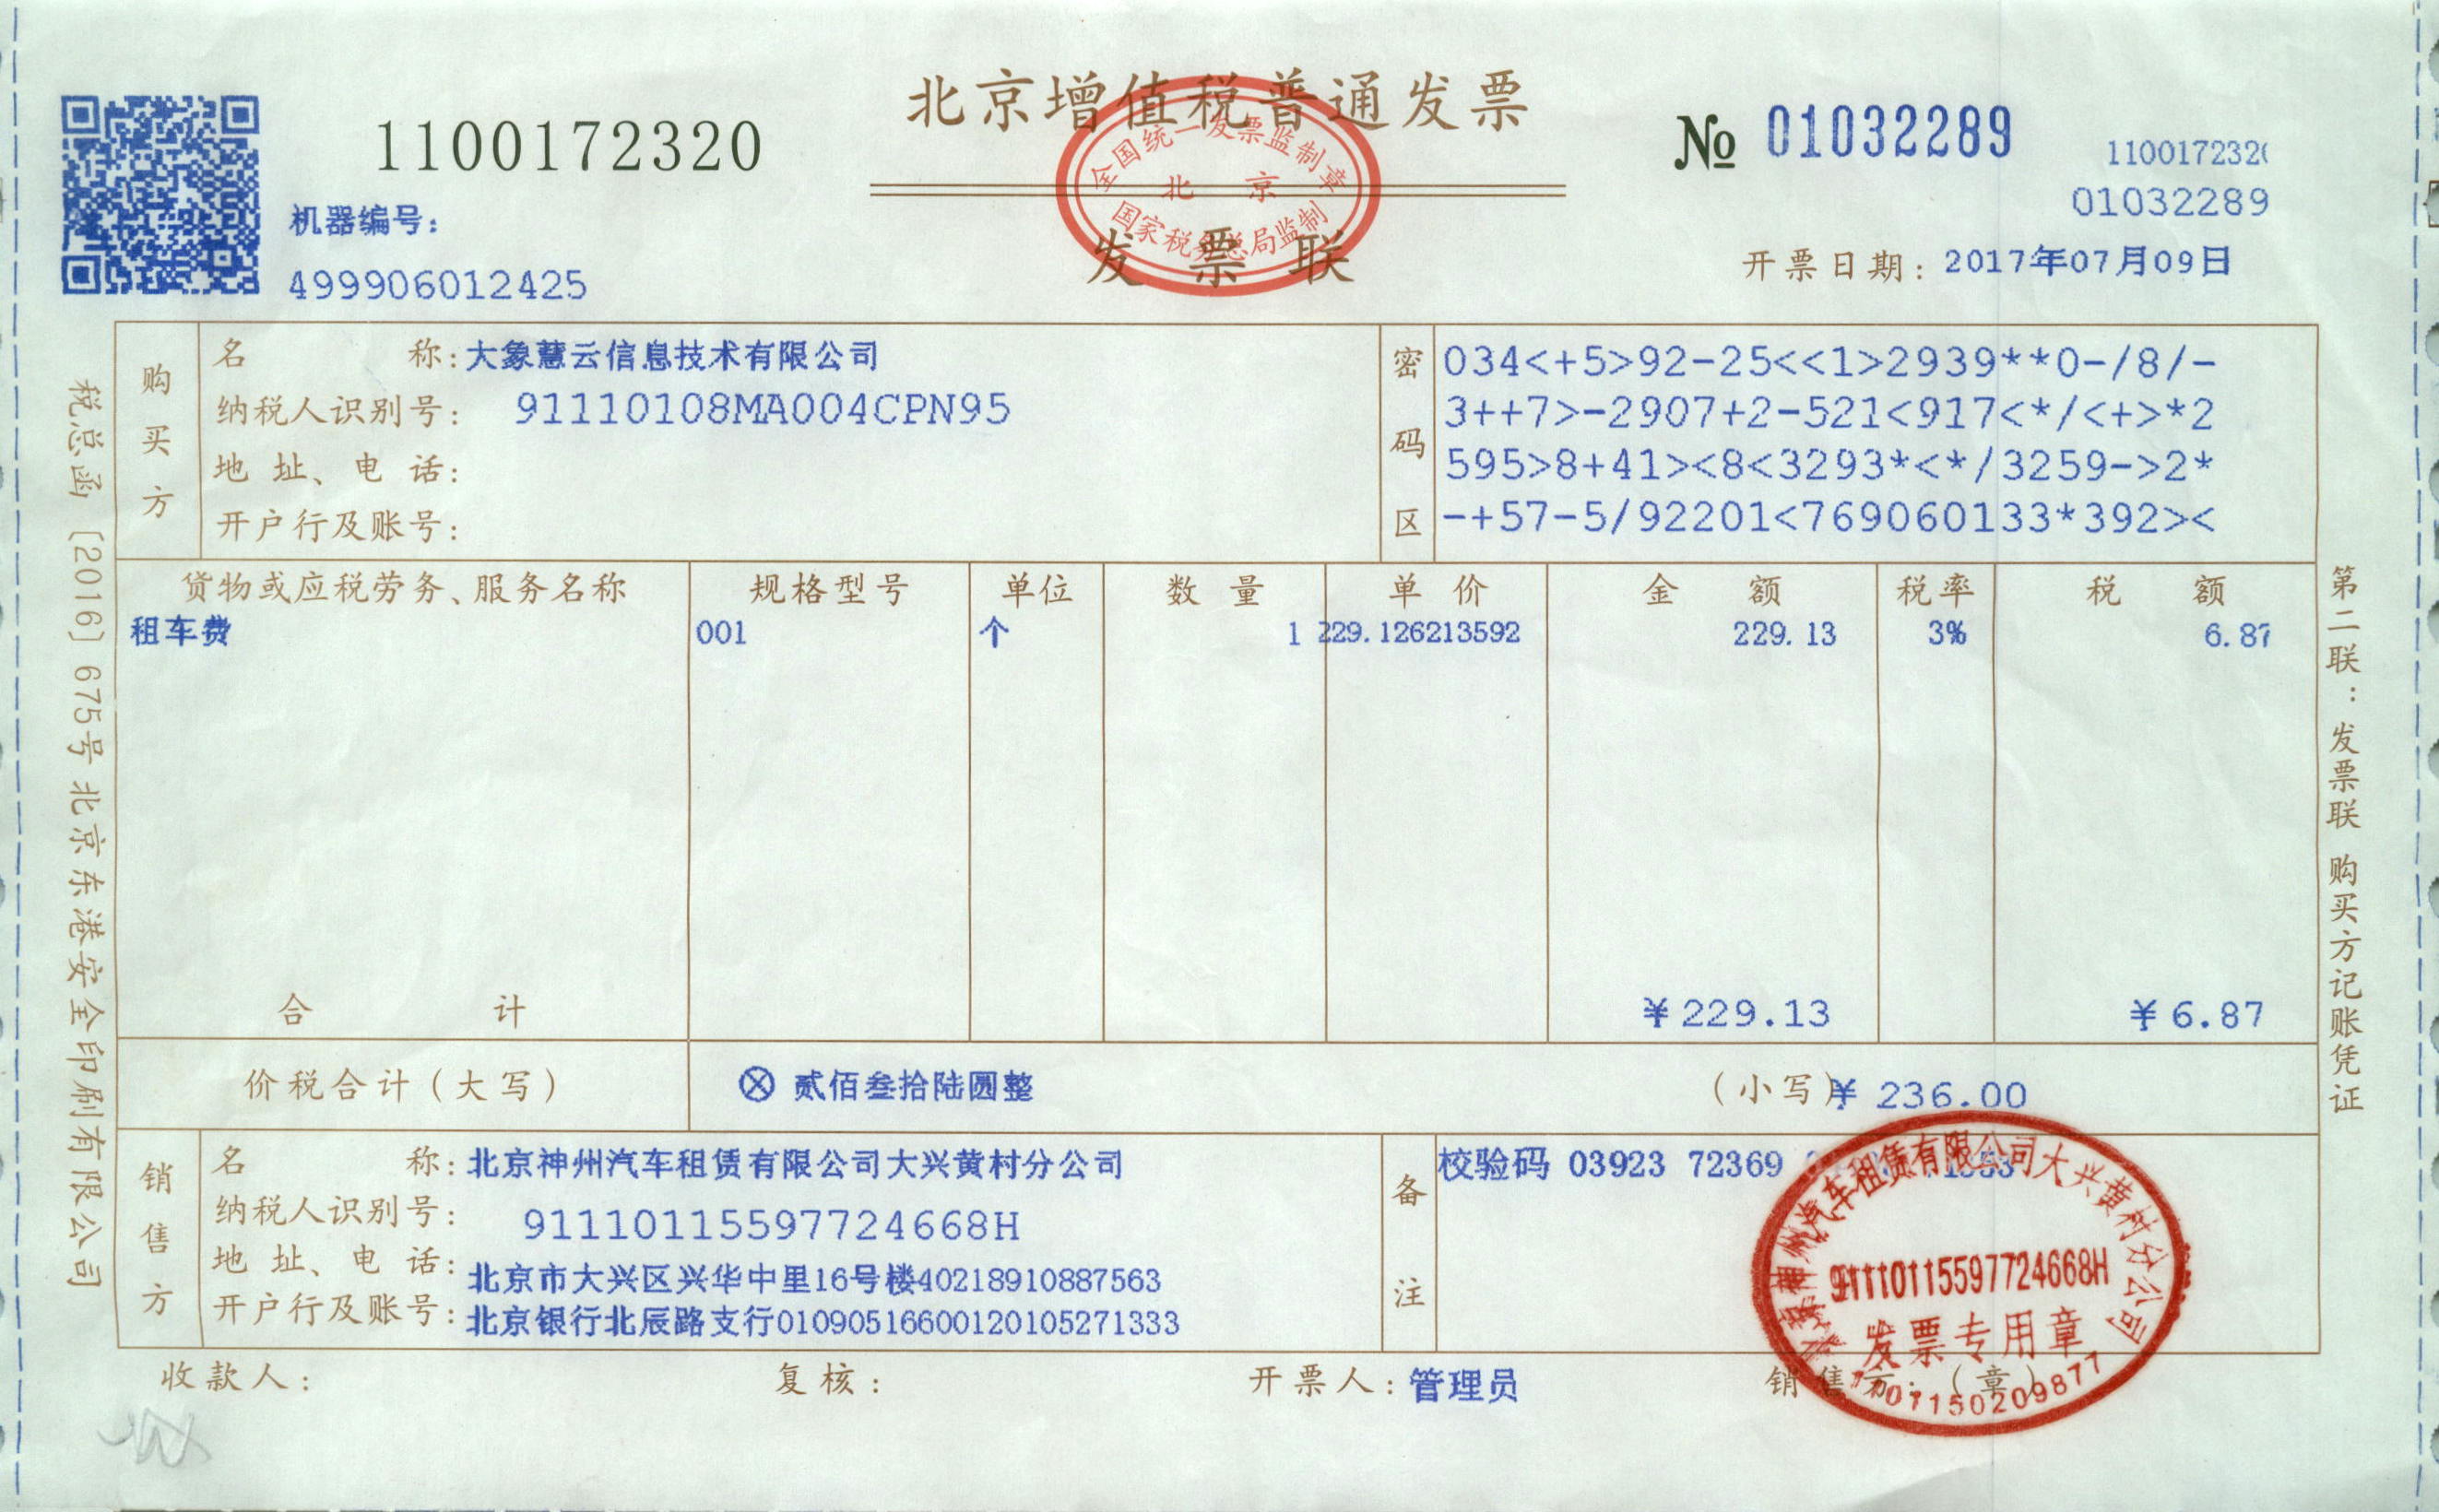 北京增值税普通发票
全国统一发票监制章
北京
国家税务总局监制
发票联
1100172320
№ 01032289
110017232
01032289
机器编号：
499906012425
开票日期：2017年07月09日
税总函〔2016〕675号北京东港安全印刷有限公司
购买方
名称：大象慧云信息技术有限公司
纳税人识别号：91110108MA004CPN95
地址、电话：
开户行及账号：
密码区
034<+5>92-25<<1>2939**0-/8/-
3++7>-2907+2-521<917<*/<+>*2
595>8+41><8<3293*<*/3259->2*
-+57-5/92201<769060133*392><
货物或应税劳务、服务名称 规格型号 单位 数量 单价 金额 税率 税额
租车费 001 个 1 229.126213592 229.13 3% 6.87
合计 ¥229.13 ¥6.87
价税合计（大写） ⊗ 贰佰叁拾陆圆整 （小写）¥ 236.00
销售方
名称：北京神州汽车租赁有限公司大兴黄村分公司
纳税人识别号：91110115597724668H
地址、电话：北京市大兴区兴华中里16号楼40218910887563
开户行及账号：北京银行北辰路支行01090516600120105271333
备注
校验码 03923 72369
北京神州汽车租赁有限公司大兴黄村分公司
91110115597724668H
发票专用章
收款人： 复核： 开票人：管理员 销售方：（章）
第二联：发票联 购买方记账凭证